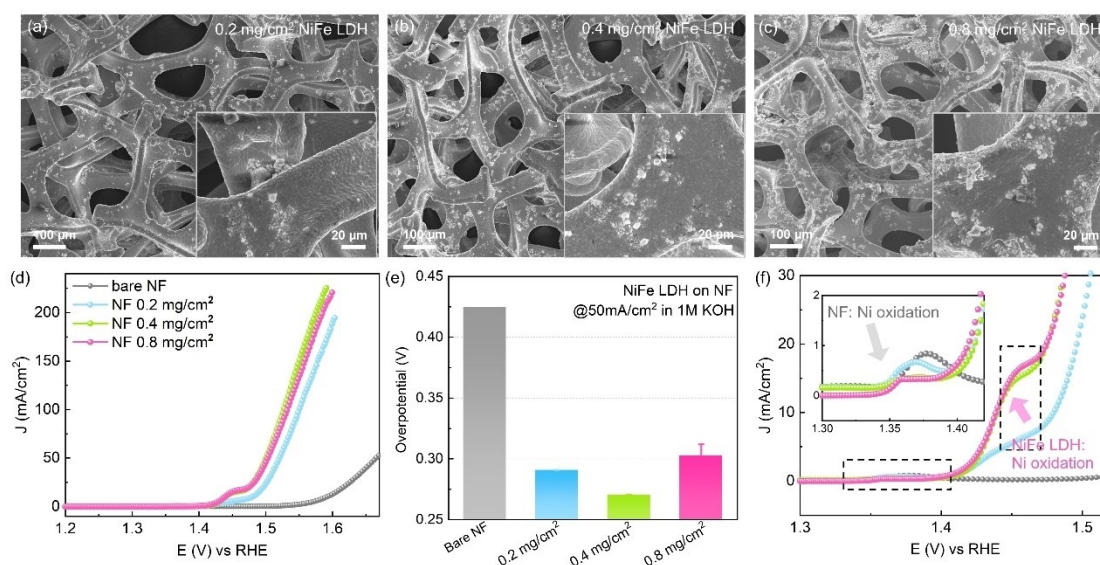 (a)
0.2 mg/cm² NiFe LDH
100 μm
20 μm
(b)
0.4 mg/cm² NiFe LDH
100 μm
20 μm
(c)
0.8 mg/cm² NiFe LDH
100 μm
20 μm
(d)
bare NF
NF 0.2 mg/cm²
NF 0.4 mg/cm²
NF 0.8 mg/cm²
J (mA/cm²)
200
150
100
50
0
1.2
1.3
1.4
1.5
1.6
E (V) vs RHE
(e)
NiFe LDH on NF
@50mA/cm² in 1M KOH
Overpotential (V)
0.45
0.40
0.35
0.30
0.25
Bare NF
0.2 mg/cm²
0.4 mg/cm²
0.8 mg/cm²
(f)
J (mA/cm²)
30
20
10
0
NF: Ni oxidation
2
1
0
1.30
1.35
1.40
NiFe LDH:
Ni oxidation
1.3
1.4
1.5
E (V) vs RHE